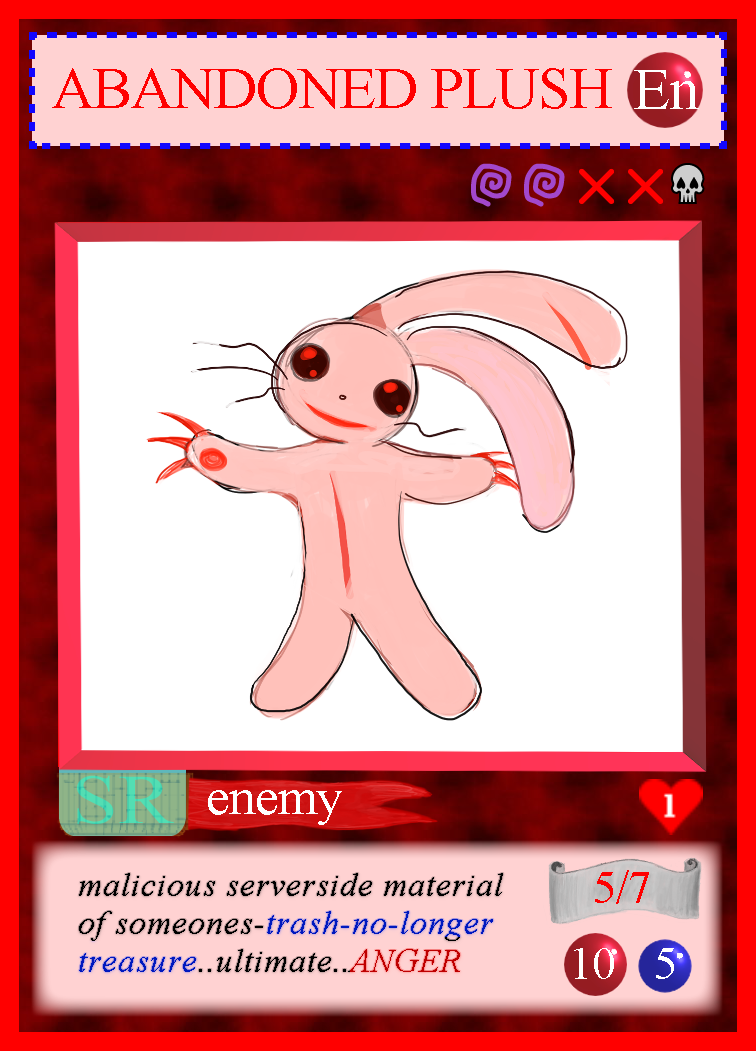 ABANDONED PLUSH En
SR enemy 1
malicious serverside material
of someones-trash-no-longer
treasure..ultimate..ANGER
5/7
10 5